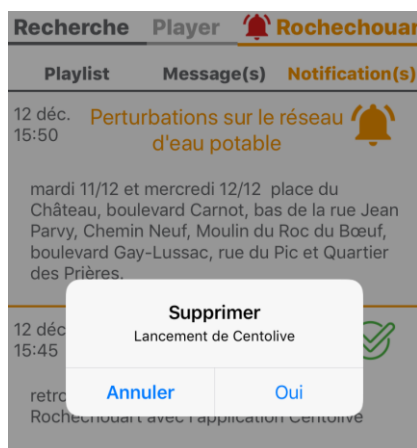 Recherche Player Rochechouar
Playlist Message(s) Notification(s)
12 déc. 15:50
Perturbations sur le réseau
d'eau potable
mardi 11/12 et mercredi 12/12 place du
Château, boulevard Carnot, bas de la rue Jean
Parvy, Chemin Neuf, Moulin du Roc du Bœuf,
boulevard Gay-Lussac, rue du Pic et Quartier
des Prières.
12 déc
15:45
Supprimer
Lancement de Centolive
Annuler Oui
retro
Rochechouart avec l'application Centolive